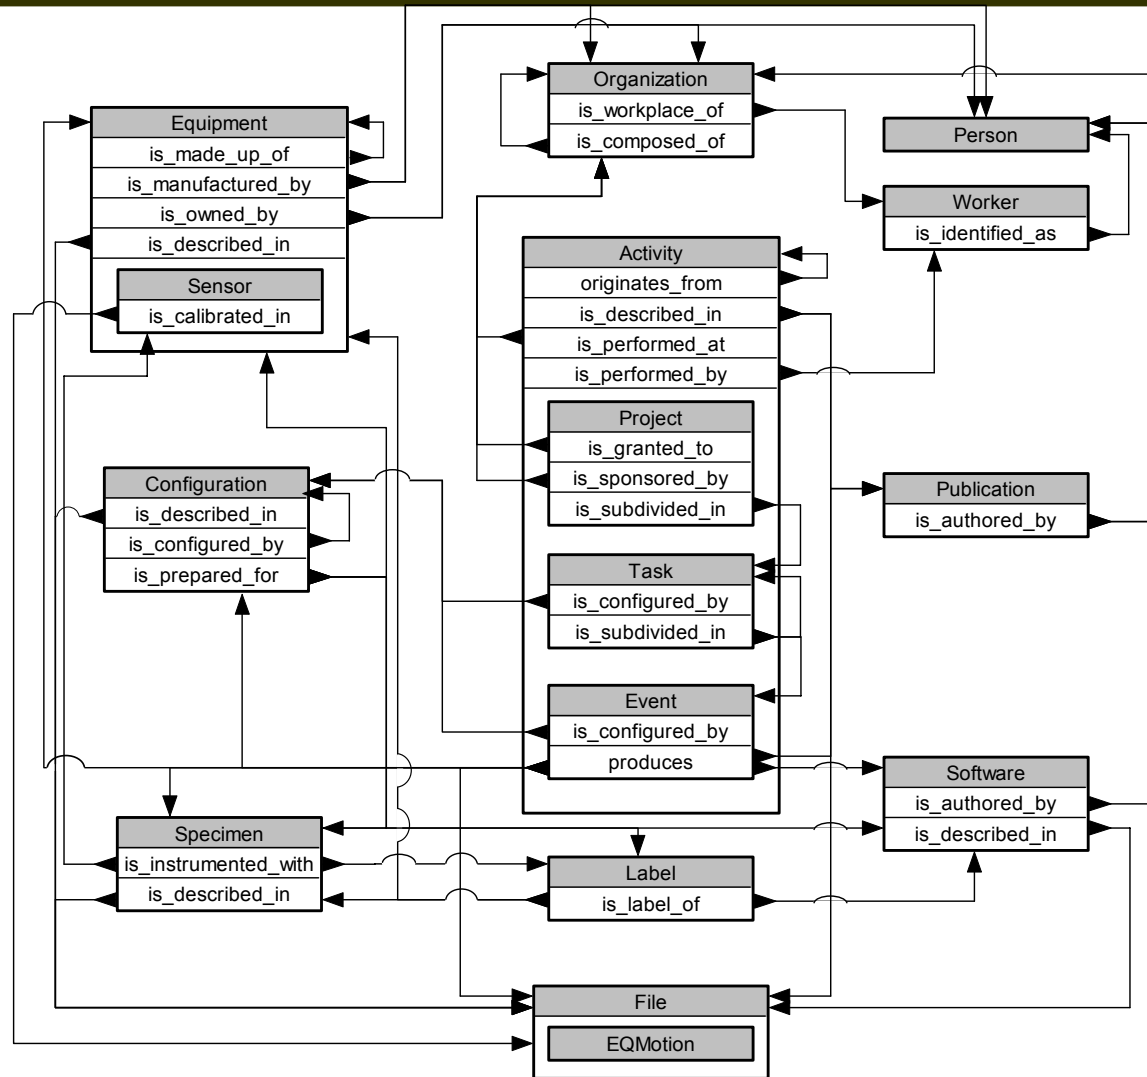 Organization
is_workplace_of
is_composed_of
Equipment
is_made_up_of
is_manufactured_by
is_owned_by
is_described_in
Sensor
is_calibrated_in
Person
Worker
is_identified_as
Activity
originates_from
is_described_in
is_performed_at
is_performed_by
Project
is_granted_to
is_sponsored_by
is_subdivided_in
Configuration
is_described_in
is_configured_by
is_prepared_for
Publication
is_authored_by
Task
is_configured_by
is_subdivided_in
Event
is_configured_by
produces
Software
is_authored_by
is_described_in
Specimen
is_instrumented_with
is_described_in
Label
is_label_of
File
EQMotion